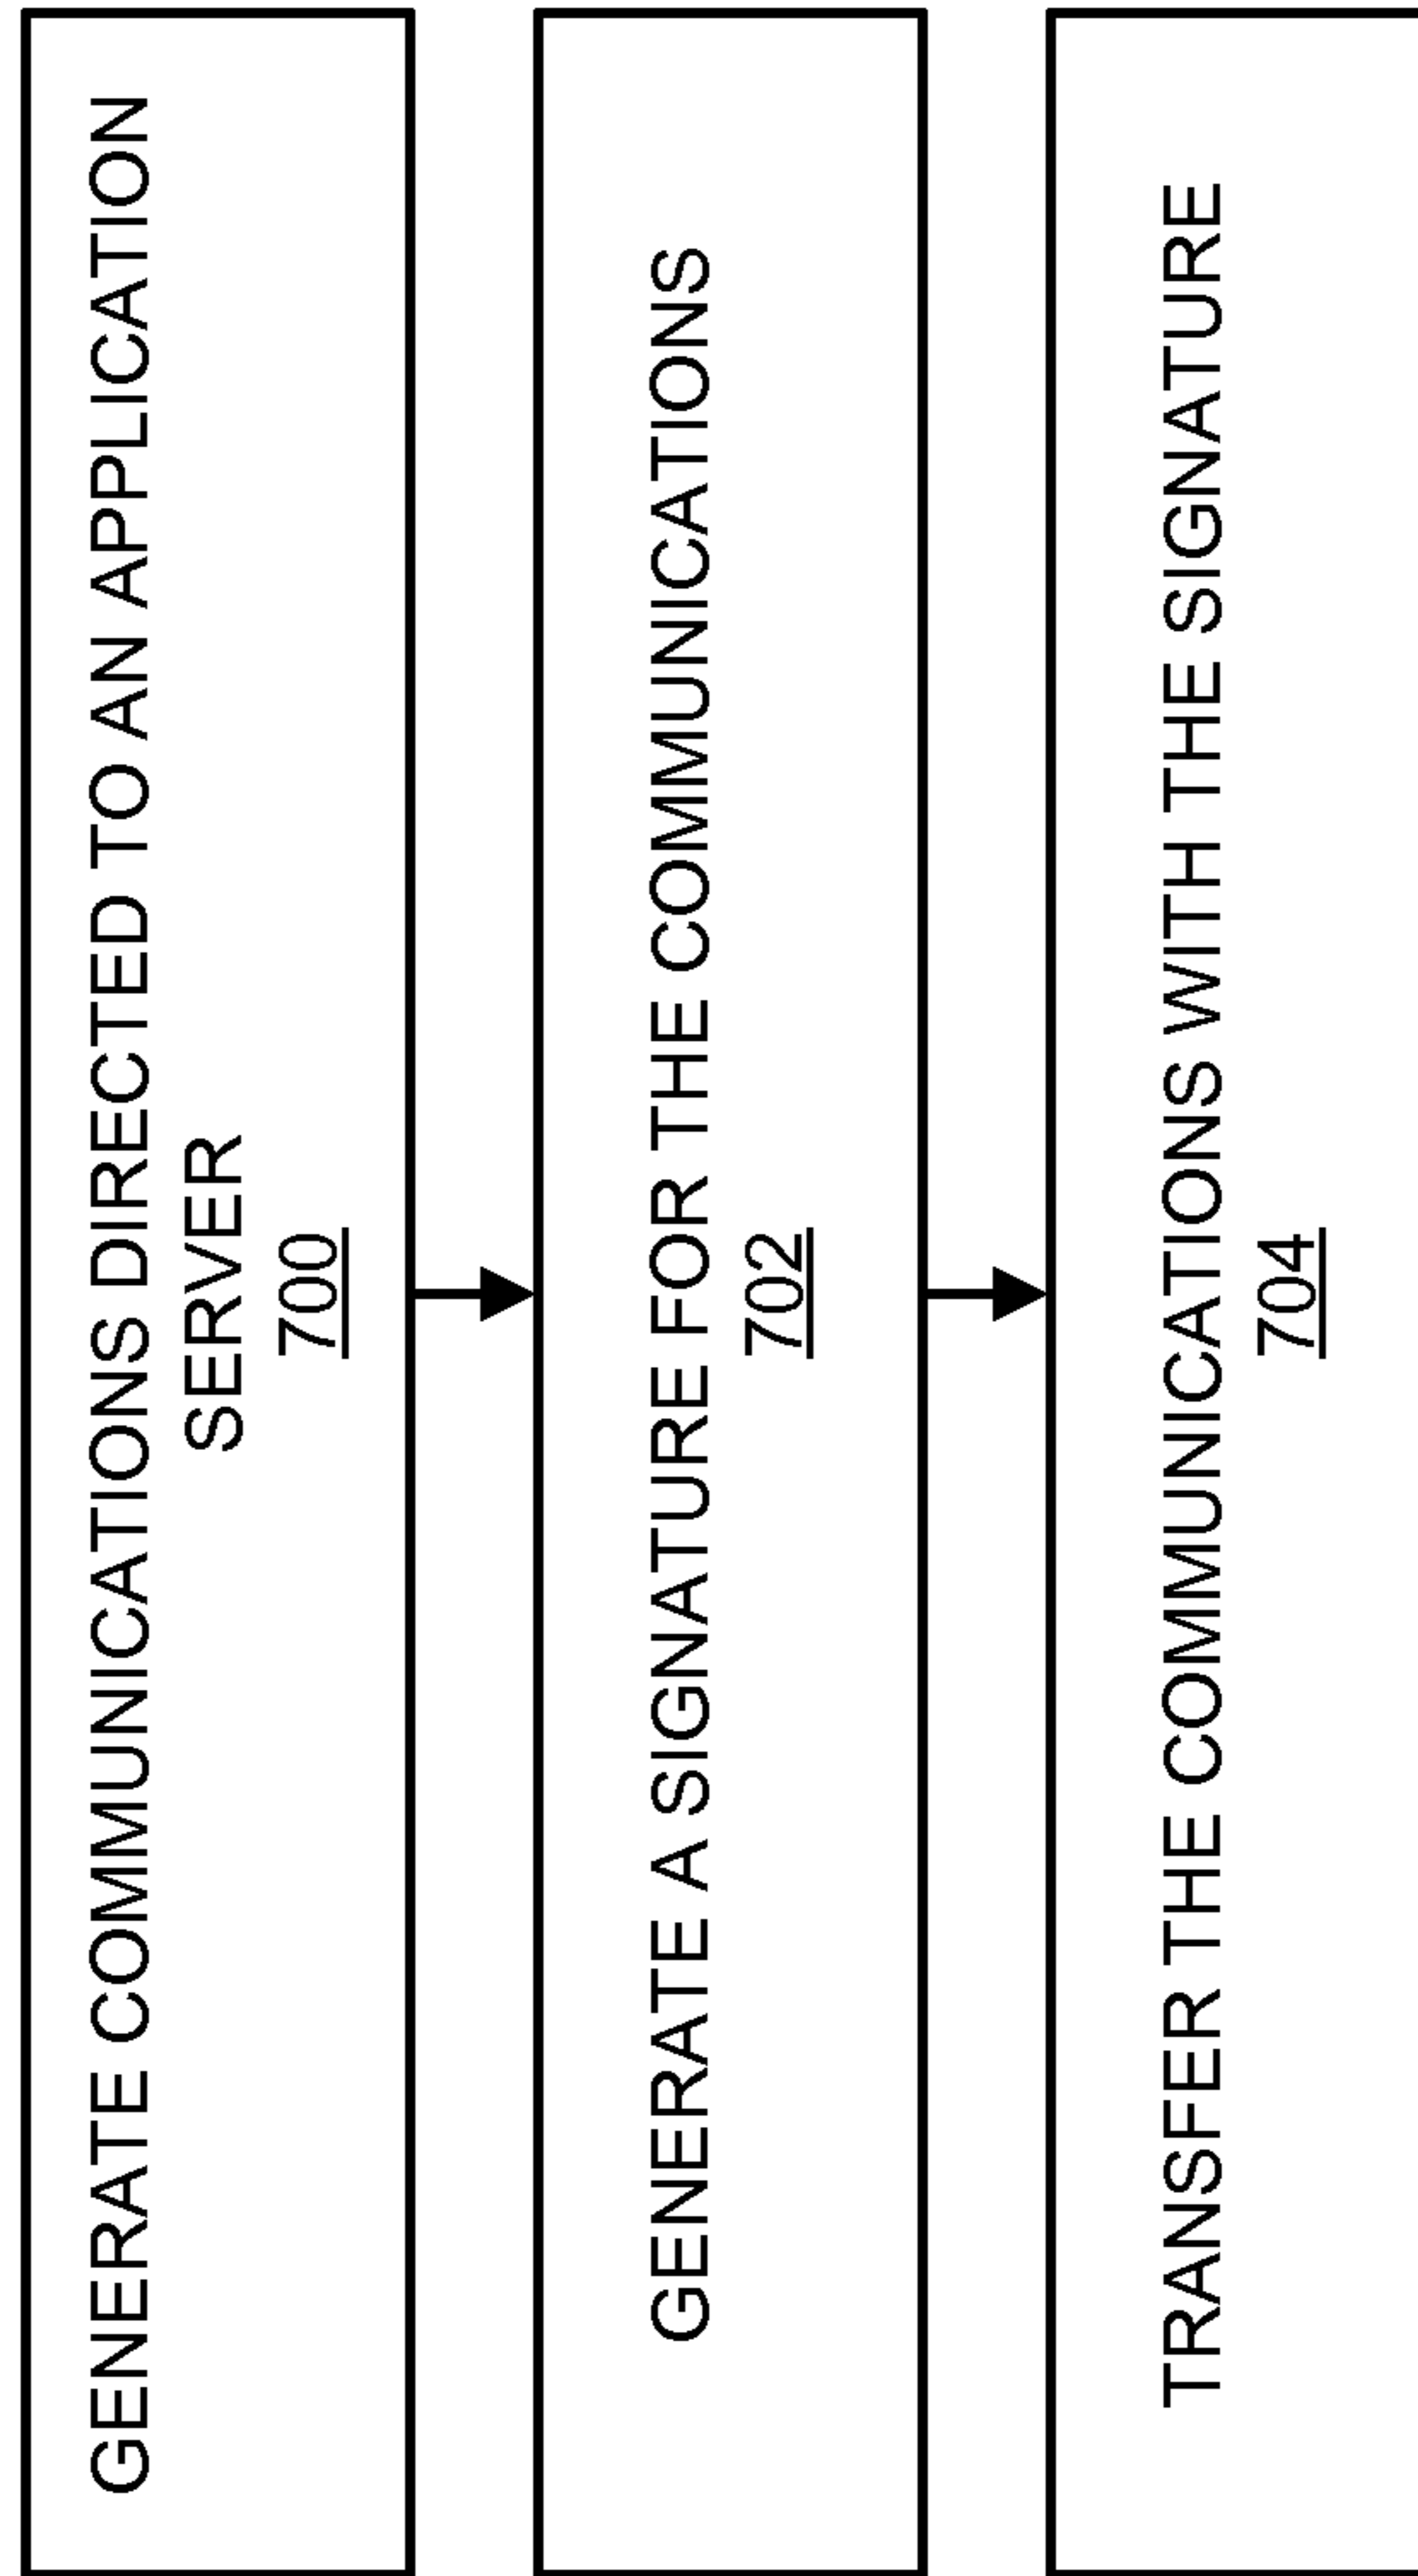 GENERATE COMMUNICATIONS DIRECTED TO AN APPLICATION
SERVER
700
GENERATE A SIGNATURE FOR THE COMMUNICATIONS
702
TRANSFER THE COMMUNICATIONS WITH THE SIGNATURE
704